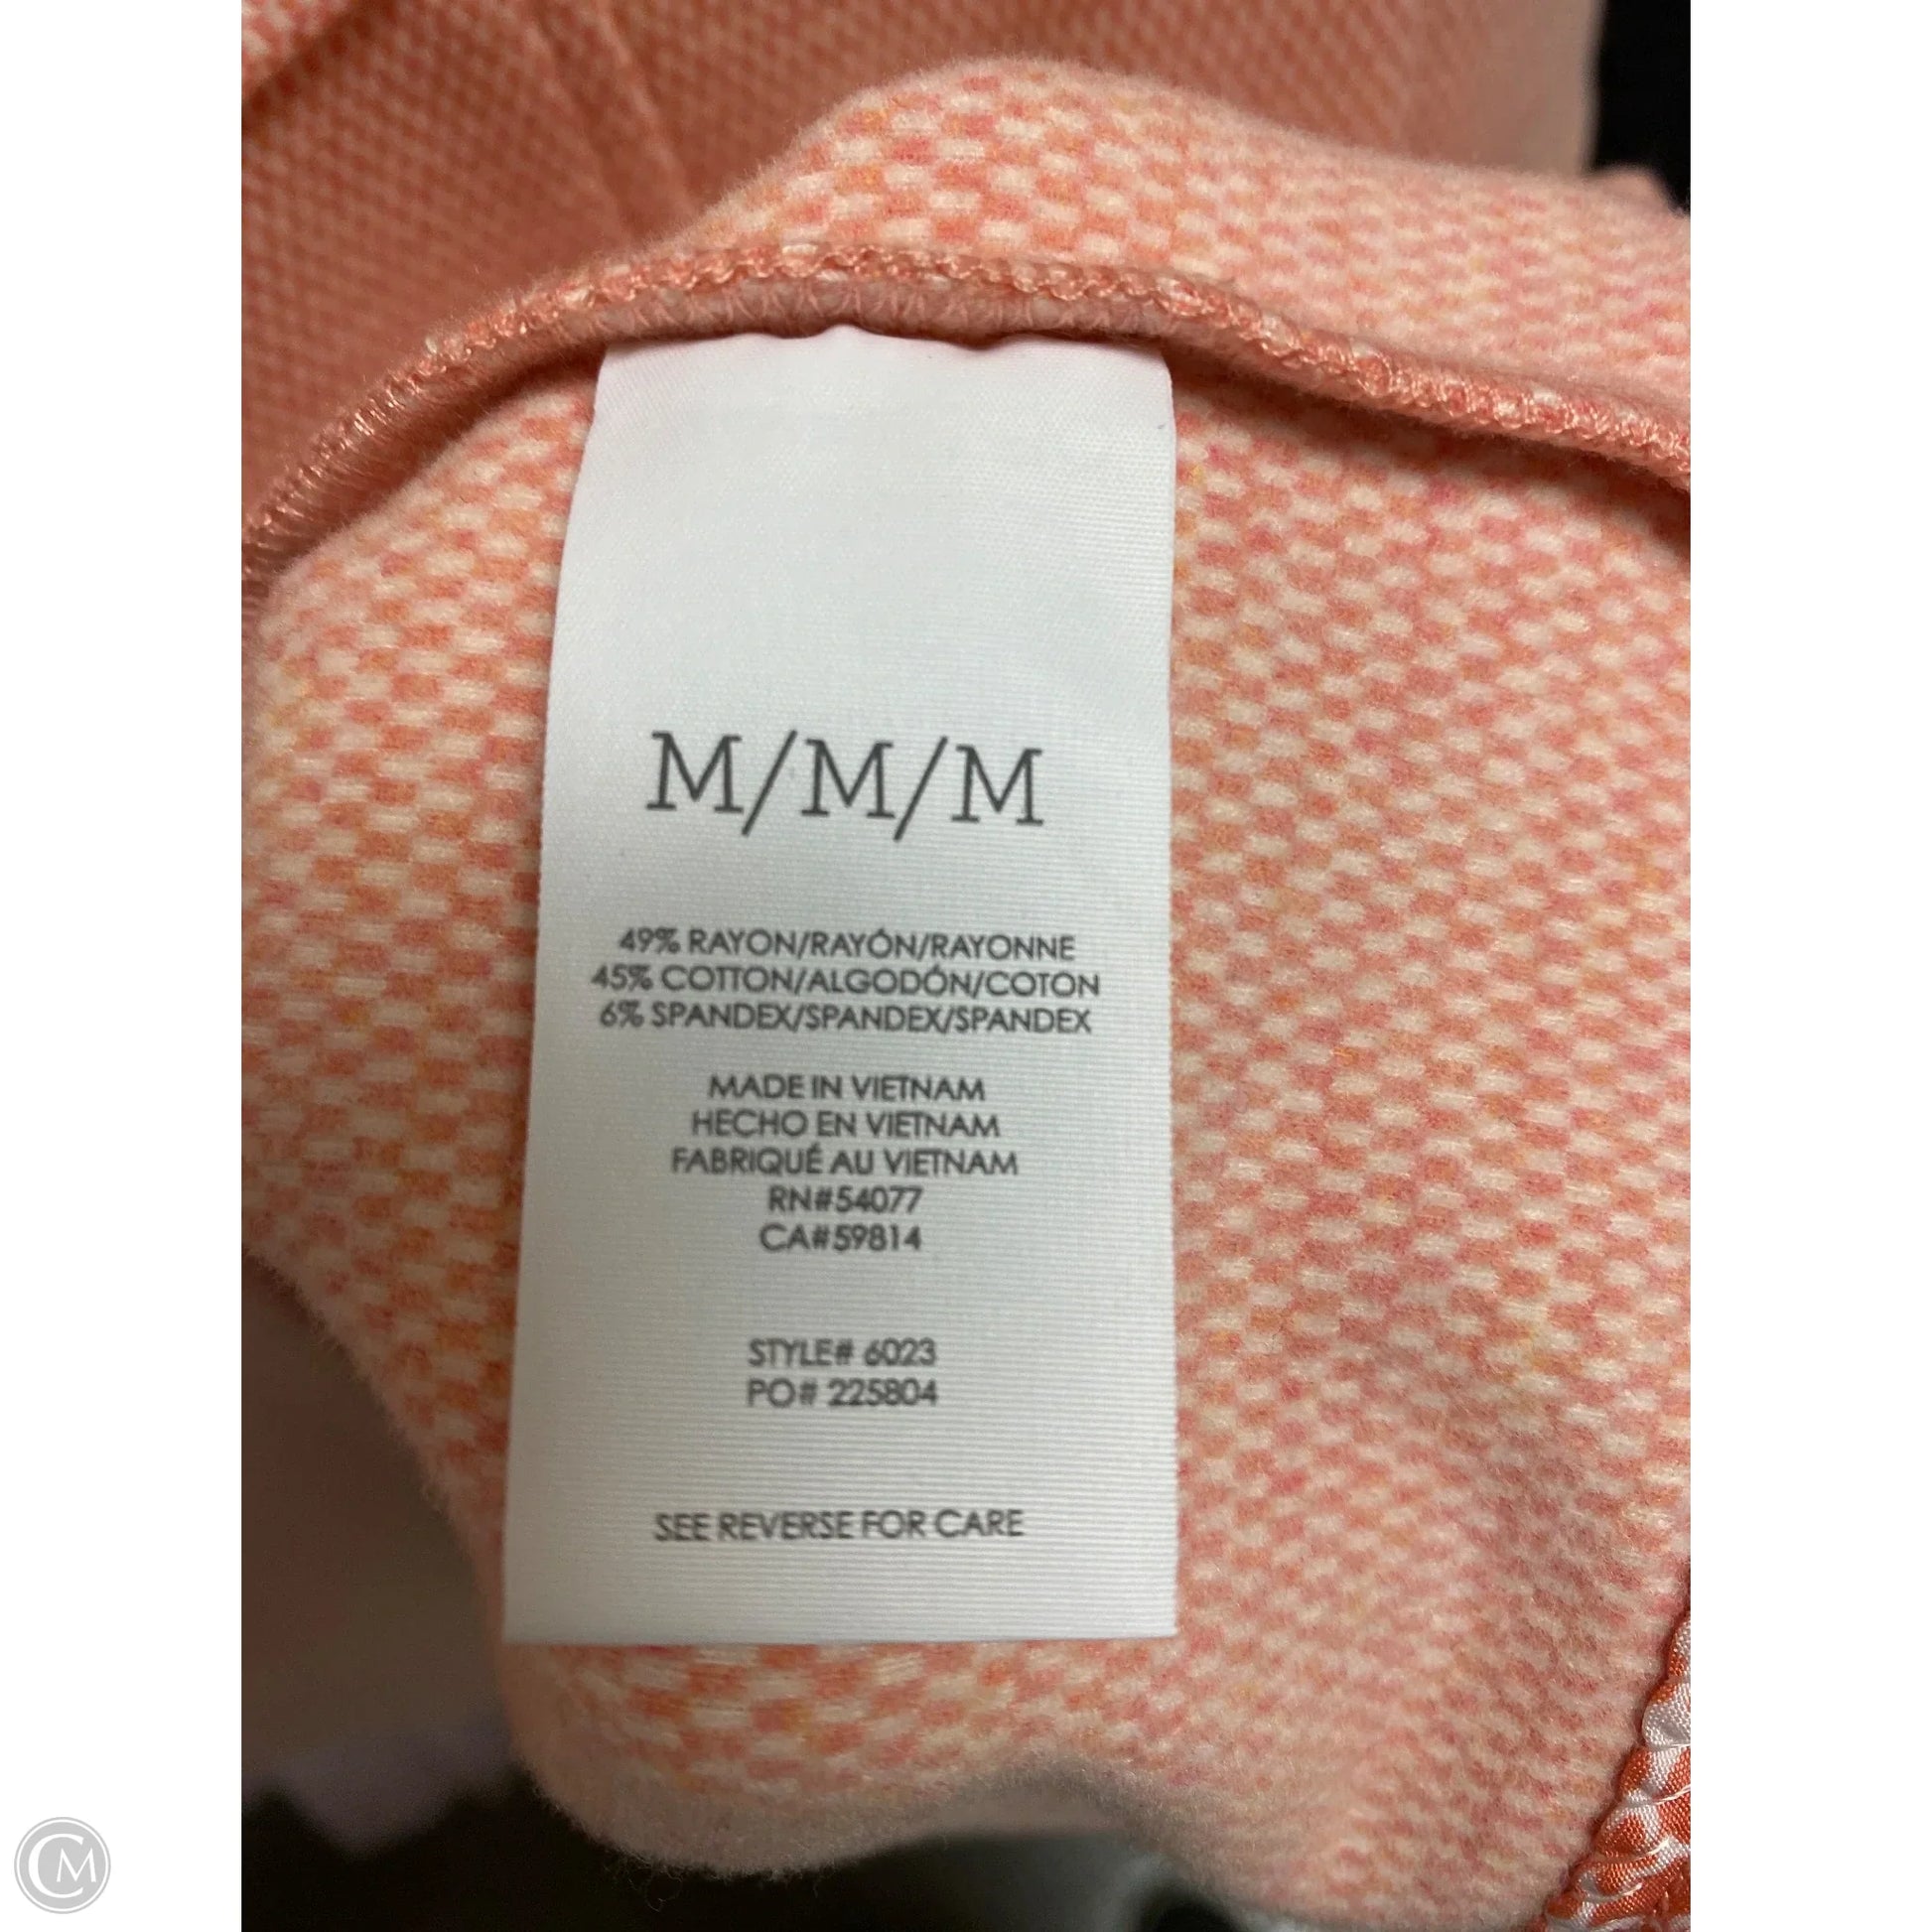 M/M/M
49% RAYON/RAYÓN/RAYONNE
45% COTTON/ALGODÓN/COTON
6% SPANDEX/SPANDEX/SPANDEX
MADE IN VIETNAM
HECHO EN VIETNAM
FABRIQUÉ AU VIETNAM
RN#54077
CA#59814
STYLE# 6023
PO# 225804
SEE REVERSE FOR CARE
CM